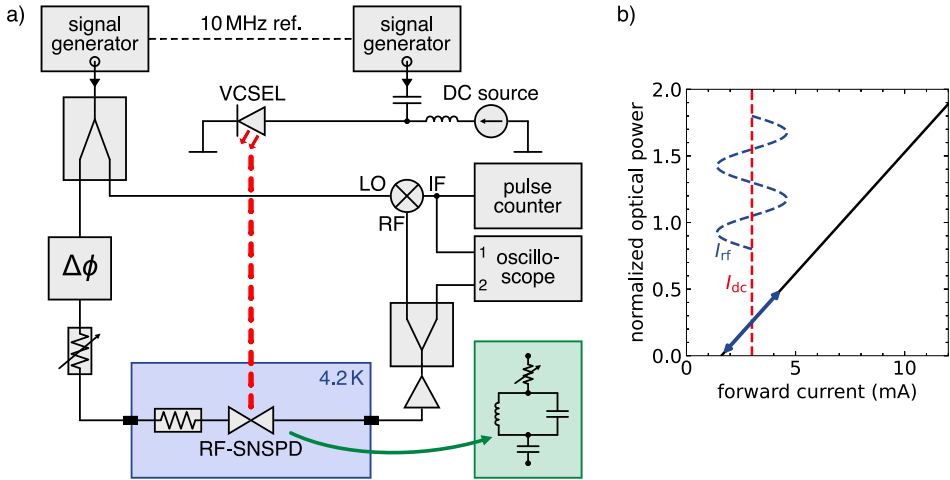 a)
signal
generator
10 MHz ref.
signal
generator
VCSEL
DC source
LO
IF
RF
pulse
counter
1
2
oscillo-
scope
Δϕ
4.2 K
RF-SNSPD
b)
normalized optical power
2.0
1.5
1.0
0.5
0.0
I_rf
I_dc
0
5
10
forward current (mA)